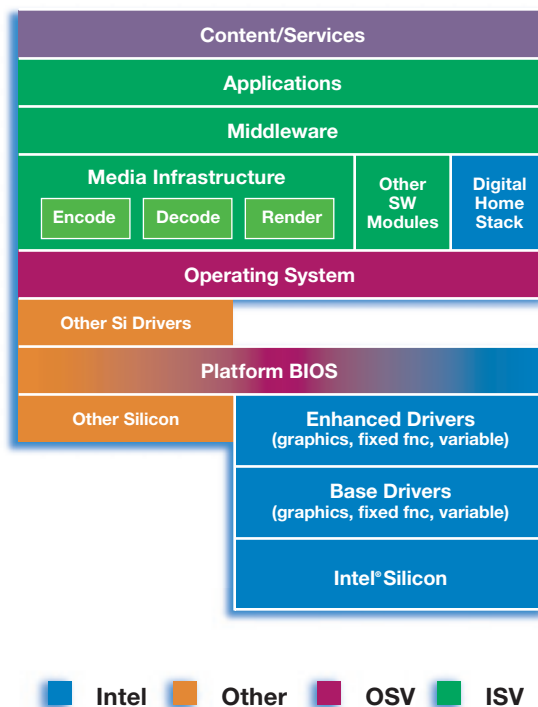 Content/Services
Applications
Middleware
Media Infrastructure
Encode
Decode
Render
Other
SW
Modules
Digital
Home
Stack
Operating System
Other Si Drivers
Platform BIOS
Other Silicon
Enhanced Drivers
(graphics, fixed fnc, variable)
Base Drivers
(graphics, fixed fnc, variable)
Intel® Silicon
Intel
Other
OSV
ISV